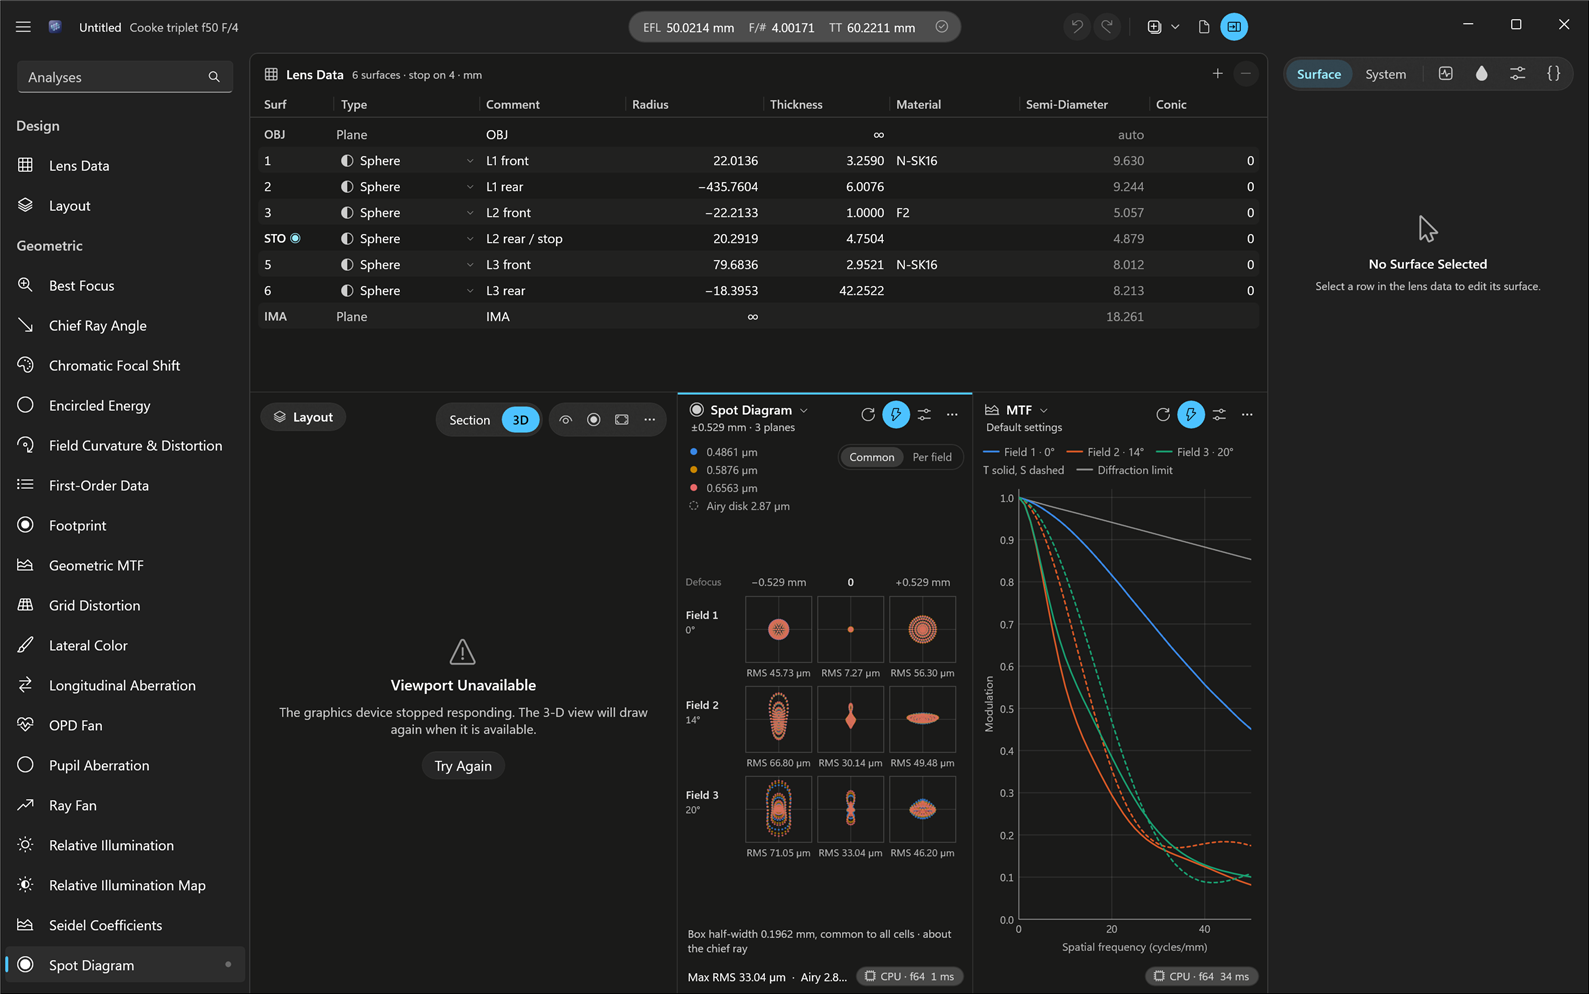 Untitled Cooke triplet f50 F/4
EFL 50.0214 mm F/# 4.00171 TT 60.2211 mm
Analyses
Design
Lens Data
Layout
Geometric
Best Focus
Chief Ray Angle
Chromatic Focal Shift
Encircled Energy
Field Curvature & Distortion
First-Order Data
Footprint
Geometric MTF
Grid Distortion
Lateral Color
Longitudinal Aberration
OPD Fan
Pupil Aberration
Ray Fan
Relative Illumination
Relative Illumination Map
Seidel Coefficients
Spot Diagram
Lens Data 6 surfaces · stop on 4 · mm
Surf Type Comment Radius Thickness Material Semi-Diameter Conic
OBJ Plane OBJ ∞ auto
1 Sphere L1 front 22.0136 3.2590 N-SK16 9.630 0
2 Sphere L1 rear −435.7604 6.0076 9.244 0
3 Sphere L2 front −22.2133 1.0000 F2 5.057 0
STO Sphere L2 rear / stop 20.2919 4.7504 4.879 0
5 Sphere L3 front 79.6836 2.9521 N-SK16 8.012 0
6 Sphere L3 rear −18.3953 42.2522 8.213 0
IMA Plane IMA ∞ 18.261
Layout
Section 3D
Viewport Unavailable
The graphics device stopped responding. The 3-D view will draw
again when it is available.
Try Again
Spot Diagram
±0.529 mm · 3 planes
0.4861 µm
0.5876 µm
0.6563 µm
Airy disk 2.87 µm
Common Per field
Defocus −0.529 mm 0 +0.529 mm
Field 1
0°
RMS 45.73 µm RMS 7.27 µm RMS 56.30 µm
Field 2
14°
RMS 66.80 µm RMS 30.14 µm RMS 49.48 µm
Field 3
20°
RMS 71.05 µm RMS 33.04 µm RMS 46.20 µm
Box half-width 0.1962 mm, common to all cells · about
the chief ray
Max RMS 33.04 µm · Airy 2.8...
CPU · f64 1 ms
MTF
Default settings
Field 1 · 0° Field 2 · 14° Field 3 · 20°
T solid, S dashed Diffraction limit
Modulation
1.0
0.9
0.8
0.7
0.6
0.5
0.4
0.3
0.2
0.1
0.0
0 20 40
Spatial frequency (cycles/mm)
CPU · f64 34 ms
Surface System {}
No Surface Selected
Select a row in the lens data to edit its surface.